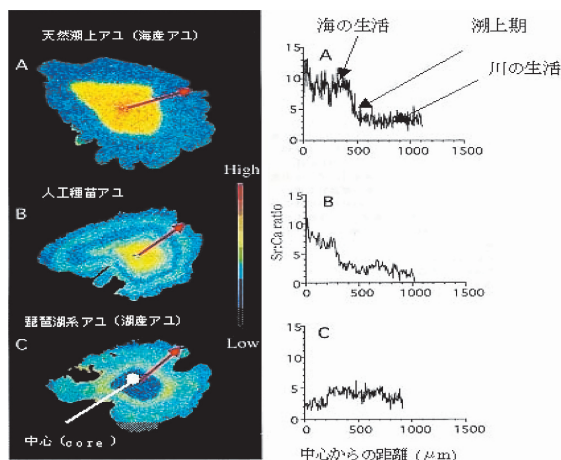 天然溯上アユ (海産アユ)
A
人工種苗アユ
B
琵琶湖系アユ (湖産アユ)
C
中心 (core)
High
Low
海の生活
溯上期
川の生活
A
15
10
5
0
0 500 1000 1500
B
Sr:Ca ratio
15
10
5
0
0 500 1000 1500
C
15
10
5
0
0 500 1000 1500
中心からの距離 (μm)